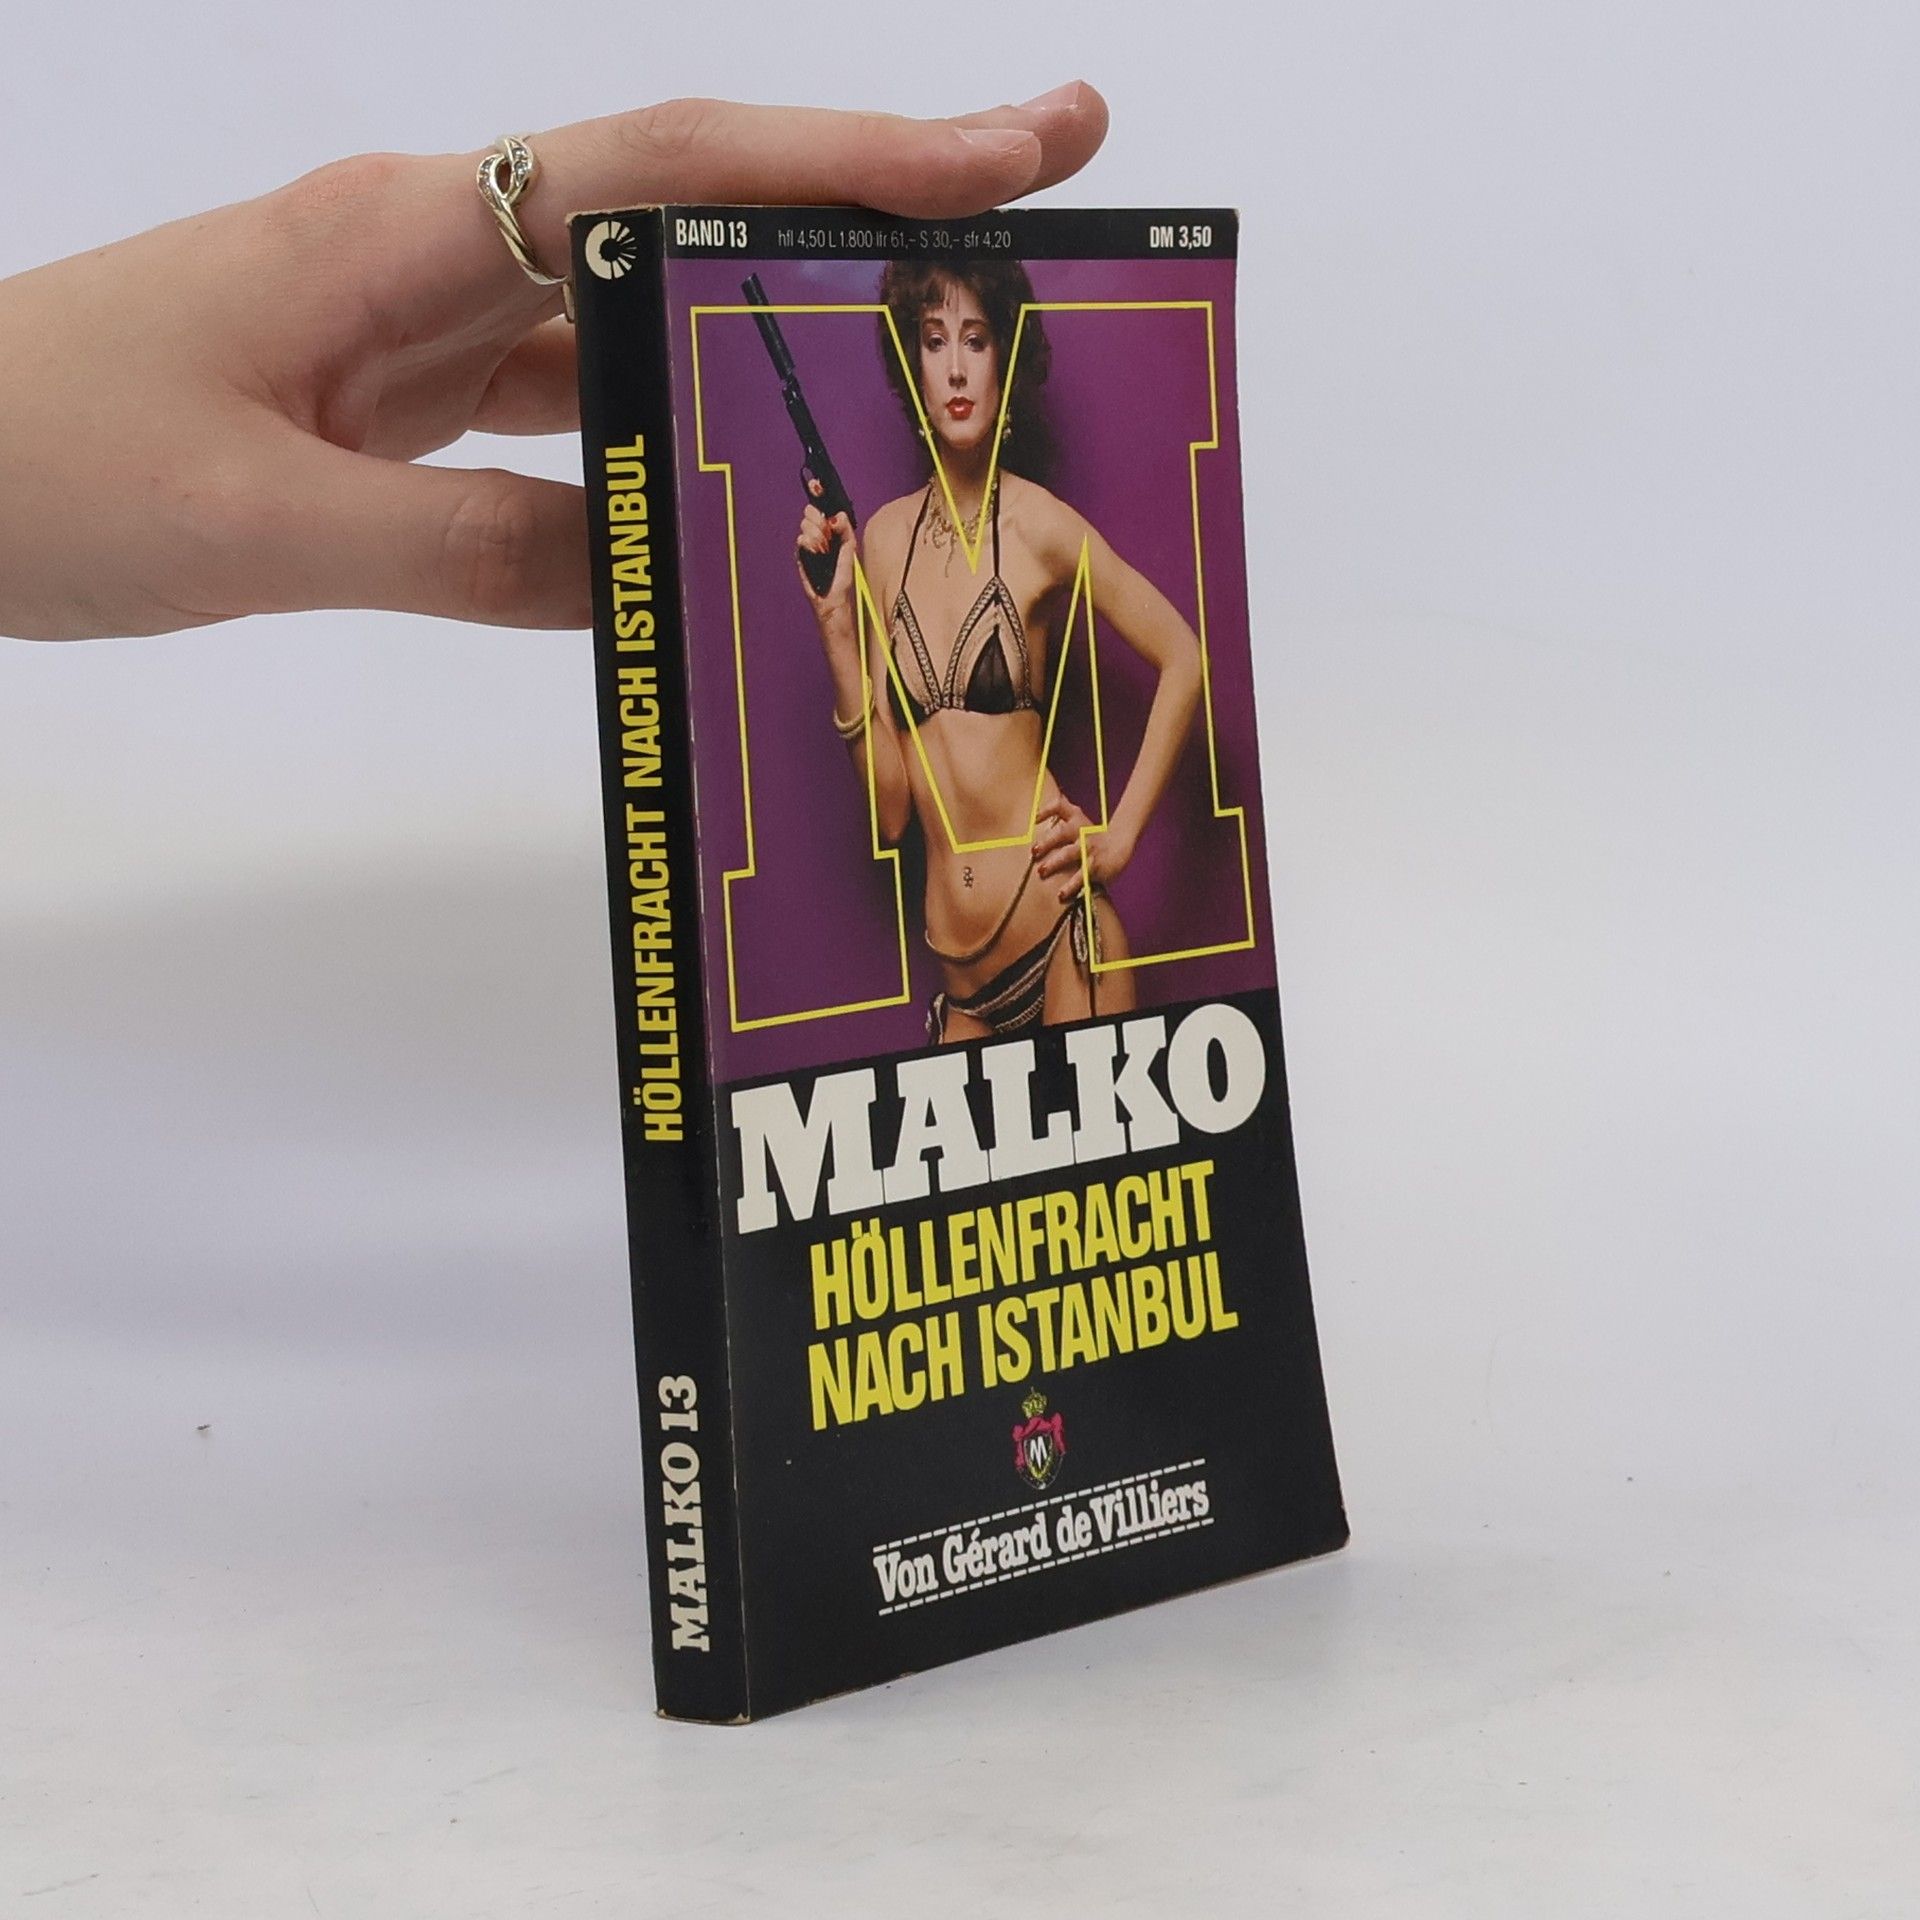 BAND 13 hfl 4,50 L 1.800 lfr 61,– S 30,– sfr 4,20 DM 3,50
M
MALKO
HÖLLENFRACHT
NACH ISTANBUL
M
Von Gérard de Villiers
HÖLLENFRACHT NACH ISTANBUL
MALKO 13